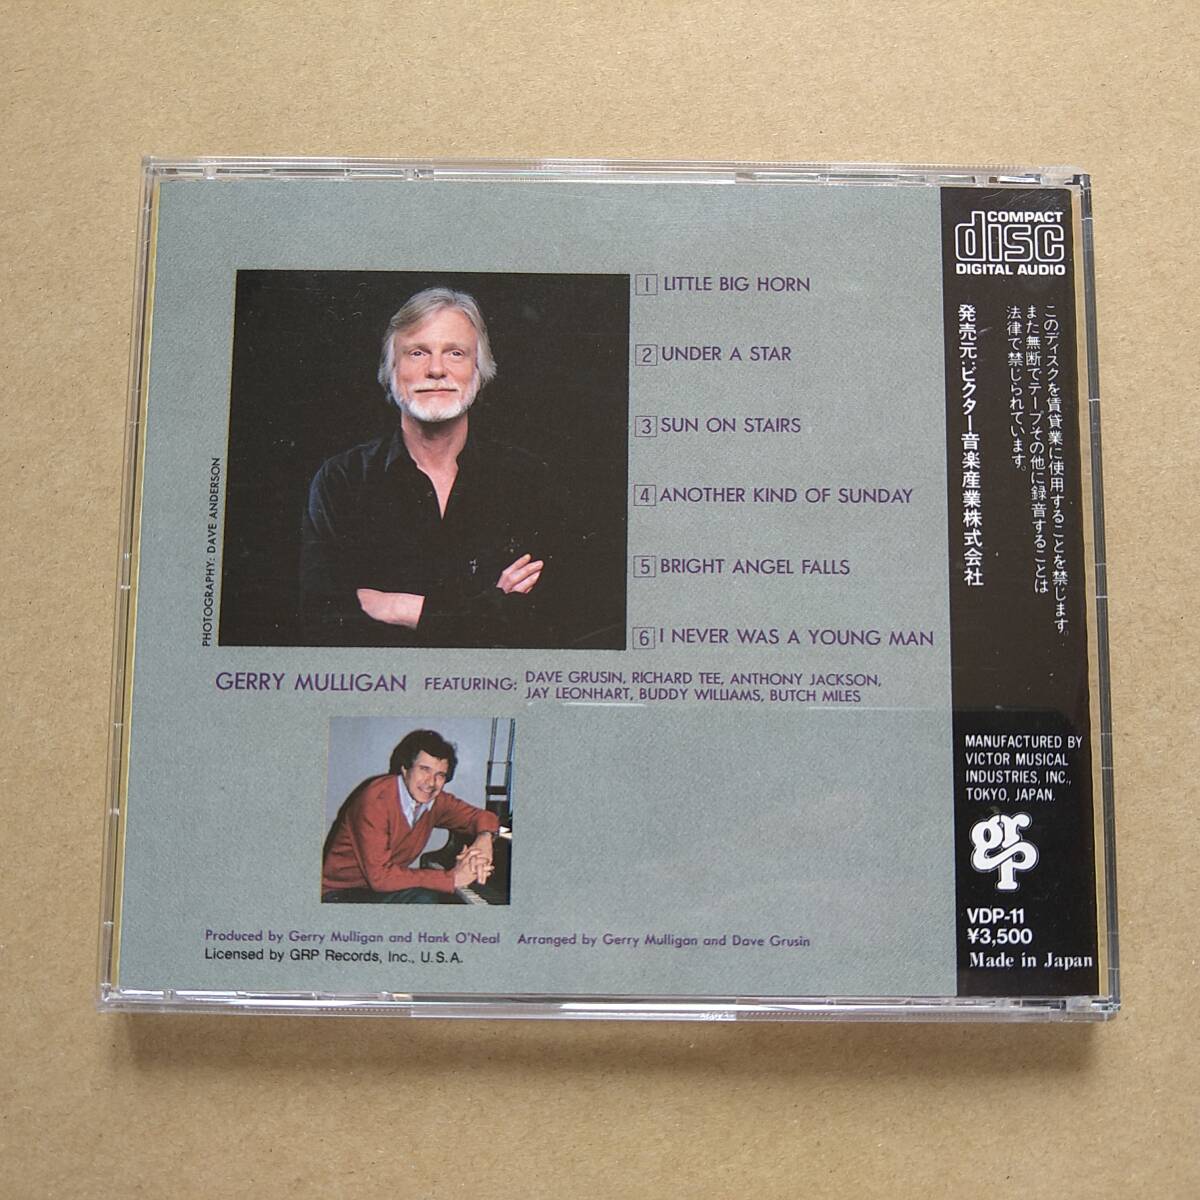 PHOTOGRAPHY: DAVE ANDERSON
1 LITTLE BIG HORN
2 UNDER A STAR
3 SUN ON STAIRS
4 ANOTHER KIND OF SUNDAY
5 BRIGHT ANGEL FALLS
6 I NEVER WAS A YOUNG MAN
GERRY MULLIGAN FEATURING: DAVE GRUSIN, RICHARD TEE, ANTHONY JACKSON,
JAY LEONHART, BUDDY WILLIAMS, BUTCH MILES
Produced by Gerry Mulligan and Hank O'Neal Arranged by Gerry Mulligan and Dave Grusin
Licensed by GRP Records, Inc., U.S.A.
COMPACT
disc
DIGITAL AUDIO
このディスクを賃貸業に使用することを禁じます。
また無断でテープその他に録音することは
法律で禁じられています。
発売元:ビクター音楽産業株式会社
MANUFACTURED BY
VICTOR MUSICAL
INDUSTRIES, INC.,
TOKYO, JAPAN.
grp
VDP-11
¥3,500
Made in Japan